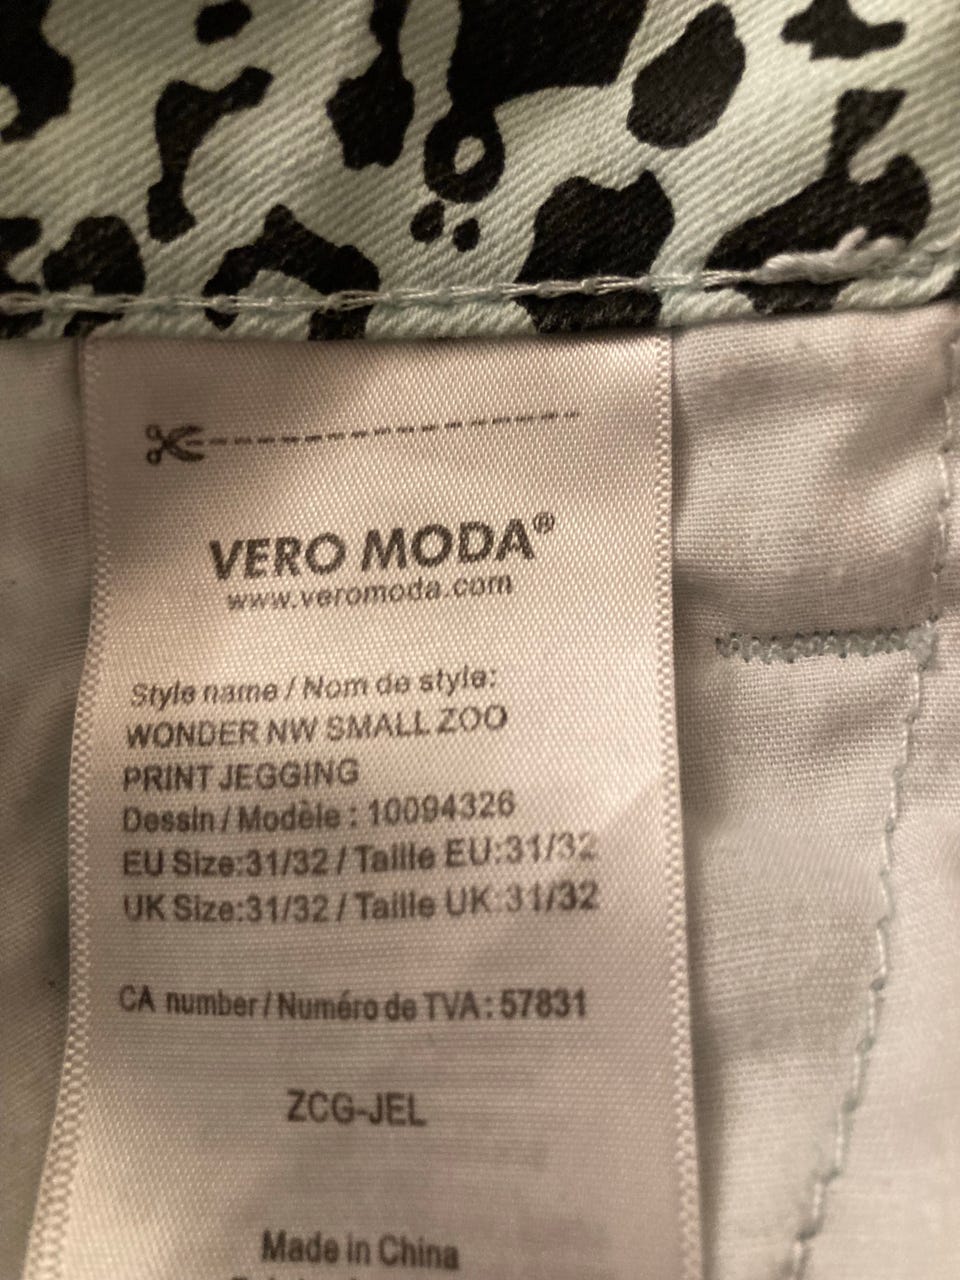 VERO MODA®
www.veromoda.com
Style name / Nom de style:
WONDER NW SMALL ZOO
PRINT JEGGING
Dessin / Modèle : 10094326
EU Size:31/32 / Taille EU:31/32
UK Size:31/32 / Taille UK:31/32
CA number / Numéro de TVA : 57831
ZCG-JEL
Made in China